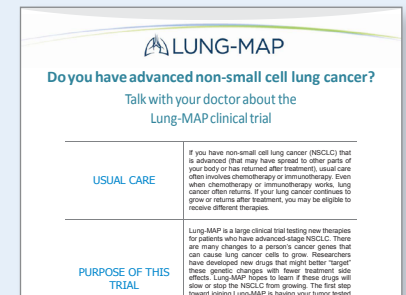 LUNG-MAP
Do you have advanced non-small cell lung cancer?
Talk with your doctor about the
Lung-MAP clinical trial
USUAL CARE
If you have non-small cell lung cancer (NSCLC) that
is advanced (that may have spread to other parts of
your body or has returned after treatment), usual care
often involves chemotherapy or immunotherapy. Even
when chemotherapy or immunotherapy works, lung
cancer often returns. If your lung cancer continues to
grow or returns after treatment, you may be eligible to
receive different therapies.
PURPOSE OF THIS
TRIAL
Lung-MAP is a large clinical trial testing new therapies
for patients who have advanced-stage NSCLC. There
are many changes to a person's cancer genes that
can cause lung cancer cells to grow. Researchers
have developed new drugs that might better "target"
these genetic changes with fewer treatment side
effects. Lung-MAP hopes to learn if these drugs will
slow or stop the NSCLC from growing. The first step
toward joining Lung-MAP is having your tumor tested